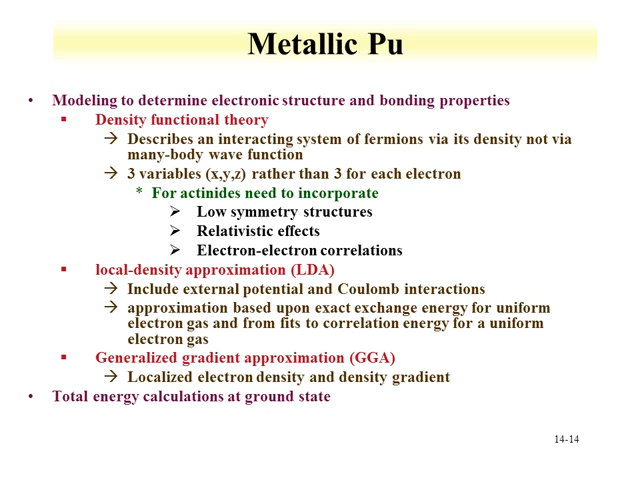 Metallic Pu
• Modeling to determine electronic structure and bonding properties
▪ Density functional theory
→ Describes an interacting system of fermions via its density not via
many-body wave function
→ 3 variables (x,y,z) rather than 3 for each electron
* For actinides need to incorporate
➢ Low symmetry structures
➢ Relativistic effects
➢ Electron-electron correlations
▪ local-density approximation (LDA)
→ Include external potential and Coulomb interactions
→ approximation based upon exact exchange energy for uniform
electron gas and from fits to correlation energy for a uniform
electron gas
▪ Generalized gradient approximation (GGA)
→ Localized electron density and density gradient
• Total energy calculations at ground state
14-14